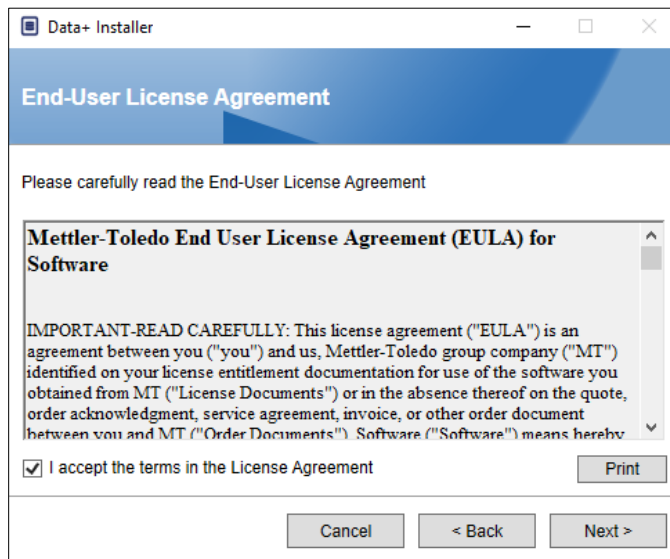 Data+ Installer
End-User License Agreement
Please carefully read the End-User License Agreement
Mettler-Toledo End User License Agreement (EULA) for
Software
IMPORTANT-READ CAREFULLY: This license agreement ("EULA") is an
agreement between you ("you") and us, Mettler-Toledo group company ("MT")
identified on your license entitlement documentation for use of the software you
obtained from MT ("License Documents") or in the absence thereof on the quote,
order acknowledgment, service agreement, invoice, or other order document
between you and MT ("Order Documents"). Software ("Software") means hereby
I accept the terms in the License Agreement
Print
Cancel
< Back
Next >